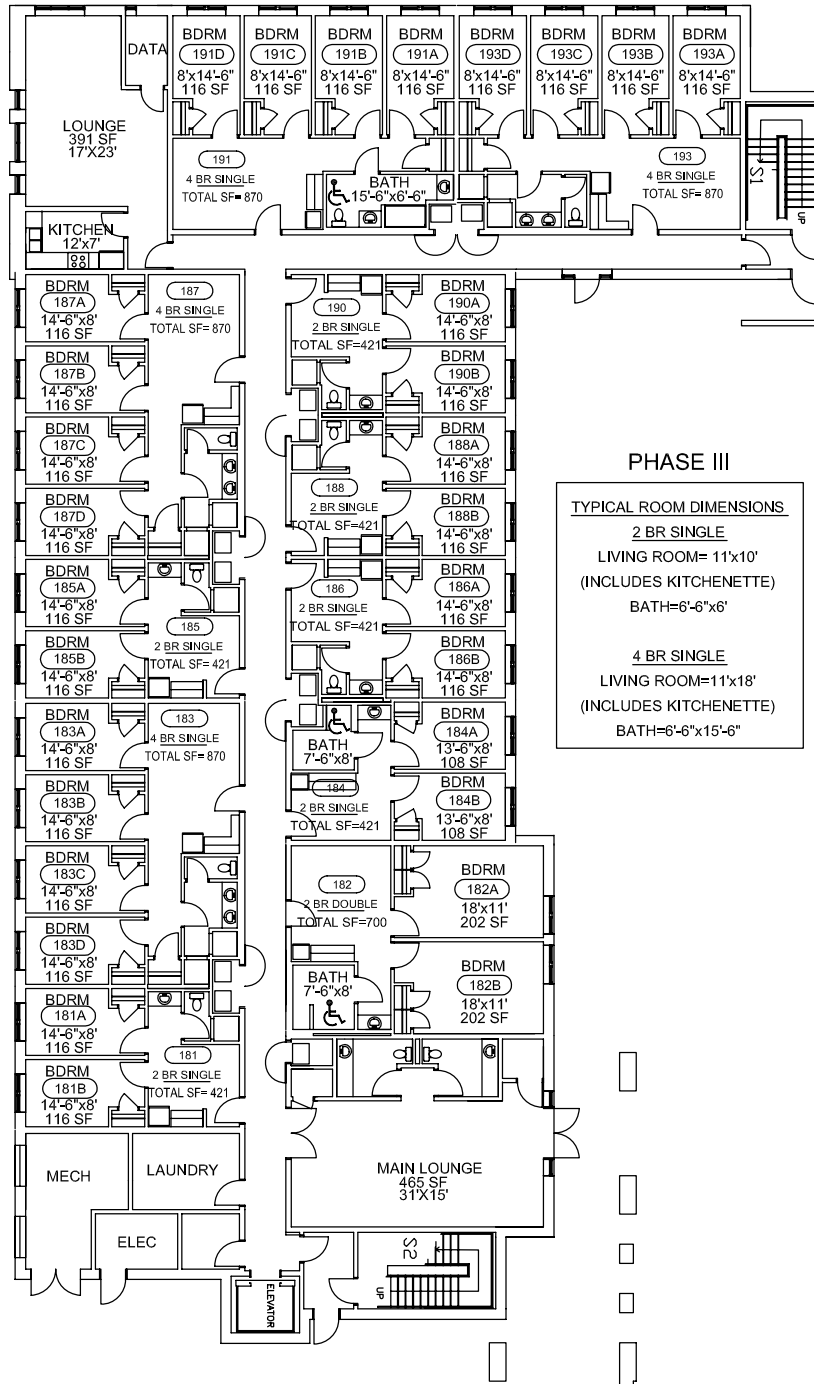 DATA
BDRM
191D
8'x14'-6"
116 SF
BDRM
191C
8'x14'-6"
116 SF
BDRM
191B
8'x14'-6"
116 SF
BDRM
191A
8'x14'-6"
116 SF
BDRM
193D
8'x14'-6"
116 SF
BDRM
193C
8'x14'-6"
116 SF
BDRM
193B
8'x14'-6"
116 SF
BDRM
193A
8'x14'-6"
116 SF
LOUNGE
391 SF
17'X23'
191
4 BR SINGLE
TOTAL SF= 870
BATH
15'-6"x6'-6"
193
4 BR SINGLE
TOTAL SF= 870
S1
UP
KITCHEN
12'x7'
BDRM
187A
14'-6"x8'
116 SF
187
4 BR SINGLE
TOTAL SF= 870
190
2 BR SINGLE
TOTAL SF=421
BDRM
190A
14'-6"x8'
116 SF
BDRM
187B
14'-6"x8'
116 SF
BDRM
190B
14'-6"x8'
116 SF
BDRM
187C
14'-6"x8'
116 SF
BDRM
188A
14'-6"x8'
116 SF
BDRM
187D
14'-6"x8'
116 SF
188
2 BR SINGLE
TOTAL SF=421
BDRM
188B
14'-6"x8'
116 SF
BDRM
185A
14'-6"x8'
116 SF
186
2 BR SINGLE
TOTAL SF=421
BDRM
186A
14'-6"x8'
116 SF
BDRM
185B
14'-6"x8'
116 SF
185
2 BR SINGLE
TOTAL SF= 421
BDRM
186B
14'-6"x8'
116 SF
BDRM
183A
14'-6"x8'
116 SF
183
4 BR SINGLE
TOTAL SF= 870
BATH
7'-6"x8'
BDRM
184A
13'-6"x8'
108 SF
BDRM
183B
14'-6"x8'
116 SF
184
2 BR SINGLE
TOTAL SF=421
BDRM
184B
13'-6"x8'
108 SF
BDRM
183C
14'-6"x8'
116 SF
182
2 BR DOUBLE
TOTAL SF=700
BDRM
182A
18'x11'
202 SF
BDRM
183D
14'-6"x8'
116 SF
BATH
7'-6"x8'
BDRM
182B
18'x11'
202 SF
BDRM
181A
14'-6"x8'
116 SF
181
2 BR SINGLE
TOTAL SF= 421
BDRM
181B
14'-6"x8'
116 SF
MECH
LAUNDRY
MAIN LOUNGE
465 SF
31'X15'
ELEC
ELEVATOR
S2
UP
PHASE III
TYPICAL ROOM DIMENSIONS
2 BR SINGLE
LIVING ROOM= 11'x10'
(INCLUDES KITCHENETTE)
BATH=6'-6"x6'
4 BR SINGLE
LIVING ROOM=11'x18'
(INCLUDES KITCHENETTE)
BATH=6'-6"x15'-6"